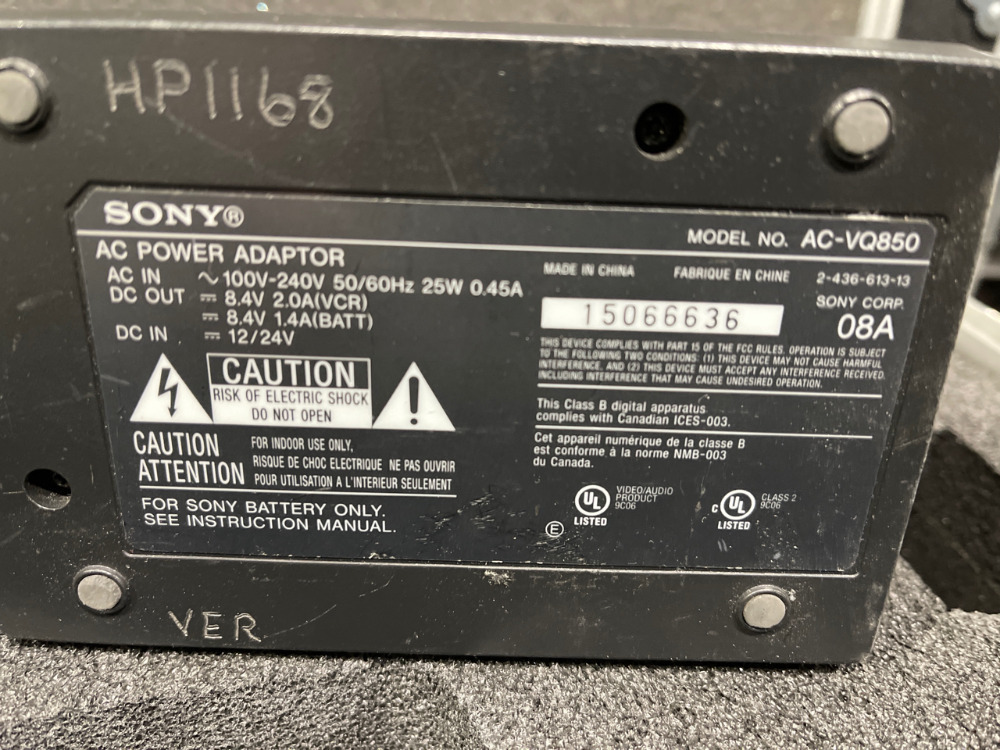 HP1168
SONY®
MODEL NO. AC-VQ850
AC POWER ADAPTOR
AC IN ~ 100V-240V 50/60Hz 25W 0.45A
DC OUT ⎓ 8.4V 2.0A(VCR)
⎓ 8.4V 1.4A(BATT)
DC IN ⎓ 12/24V
CAUTION
RISK OF ELECTRIC SHOCK
DO NOT OPEN
CAUTION FOR INDOOR USE ONLY,
ATTENTION RISQUE DE CHOC ELECTRIQUE NE PAS OUVRIR
POUR UTILISATION A L'INTERIEUR SEULEMENT
FOR SONY BATTERY ONLY.
SEE INSTRUCTION MANUAL.
MADE IN CHINA FABRIQUE EN CHINE 2-436-613-13
SONY CORP.
15066636 08A
THIS DEVICE COMPLIES WITH PART 15 OF THE FCC RULES. OPERATION IS SUBJECT
TO THE FOLLOWING TWO CONDITIONS: (1) THIS DEVICE MAY NOT CAUSE HARMFUL
INTERFERENCE, AND (2) THIS DEVICE MUST ACCEPT ANY INTERFERENCE RECEIVED,
INCLUDING INTERFERENCE THAT MAY CAUSE UNDESIRED OPERATION.
This Class B digital apparatus
complies with Canadian ICES-003.
Cet appareil numérique de la classe B
est conforme à la norme NMB-003
du Canada.
UL VIDEO/AUDIO
PRODUCT
9C06
LISTED
C UL CLASS 2
9C06
LISTED
E
VER